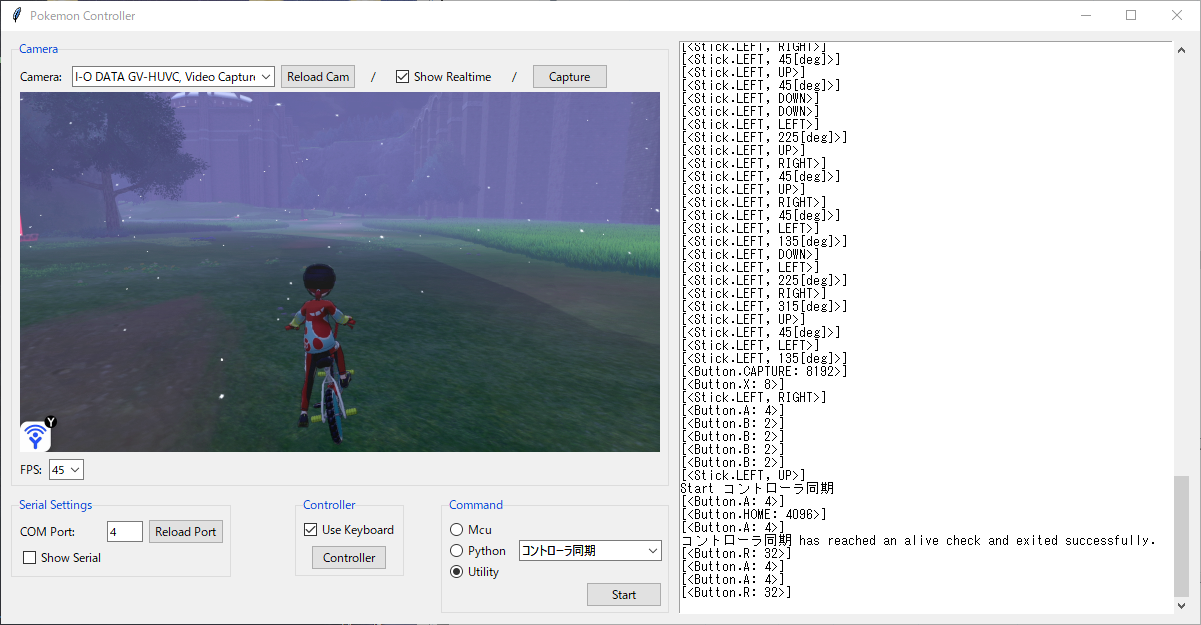 Pokemon Controller
Camera
Camera: I-O DATA GV-HUVC, Video Capture Reload Cam / Show Realtime / Capture
Y
FPS: 45
Serial Settings
COM Port: 4 Reload Port
Show Serial
Controller
Use Keyboard
Controller
Command
Mcu
Python
Utility
コントローラ同期
Start
[<Stick.LEFT, RIGHT>]
[<Stick.LEFT, 45[deg]>]
[<Stick.LEFT, UP>]
[<Stick.LEFT, 45[deg]>]
[<Stick.LEFT, DOWN>]
[<Stick.LEFT, DOWN>]
[<Stick.LEFT, LEFT>]
[<Stick.LEFT, 225[deg]>]
[<Stick.LEFT, UP>]
[<Stick.LEFT, RIGHT>]
[<Stick.LEFT, 45[deg]>]
[<Stick.LEFT, UP>]
[<Stick.LEFT, RIGHT>]
[<Stick.LEFT, 45[deg]>]
[<Stick.LEFT, LEFT>]
[<Stick.LEFT, 135[deg]>]
[<Stick.LEFT, DOWN>]
[<Stick.LEFT, LEFT>]
[<Stick.LEFT, 225[deg]>]
[<Stick.LEFT, RIGHT>]
[<Stick.LEFT, 315[deg]>]
[<Stick.LEFT, UP>]
[<Stick.LEFT, 45[deg]>]
[<Stick.LEFT, LEFT>]
[<Stick.LEFT, 135[deg]>]
[<Button.CAPTURE: 8192>]
[<Button.X: 8>]
[<Stick.LEFT, RIGHT>]
[<Button.A: 4>]
[<Button.B: 2>]
[<Button.B: 2>]
[<Button.B: 2>]
[<Button.B: 2>]
[<Stick.LEFT, UP>]
Start コントローラ同期
[<Button.A: 4>]
[<Button.HOME: 4096>]
[<Button.A: 4>]
コントローラ同期 has reached an alive check and exited successfully.
[<Button.R: 32>]
[<Button.A: 4>]
[<Button.A: 4>]
[<Button.R: 32>]